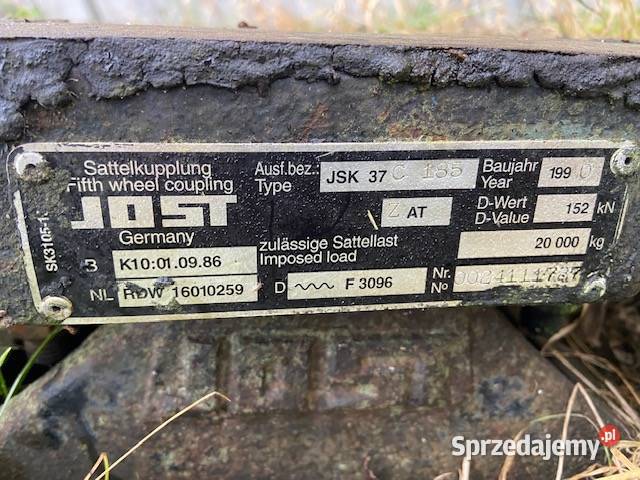 Sattelkupplung
Fifth wheel coupling
JOST
Germany
B K10:01.09.86
NL RDW 16010259
SK3105-1
Ausf.bez.: Type JSK 37 C 185
Z AT
zulässige Sattellast
Imposed load 20 000 kg
D F 3096
Baujahr
Year 1990
D-Wert
D-Value 152 kN
Nr.
No
Sprzedajemy.pl